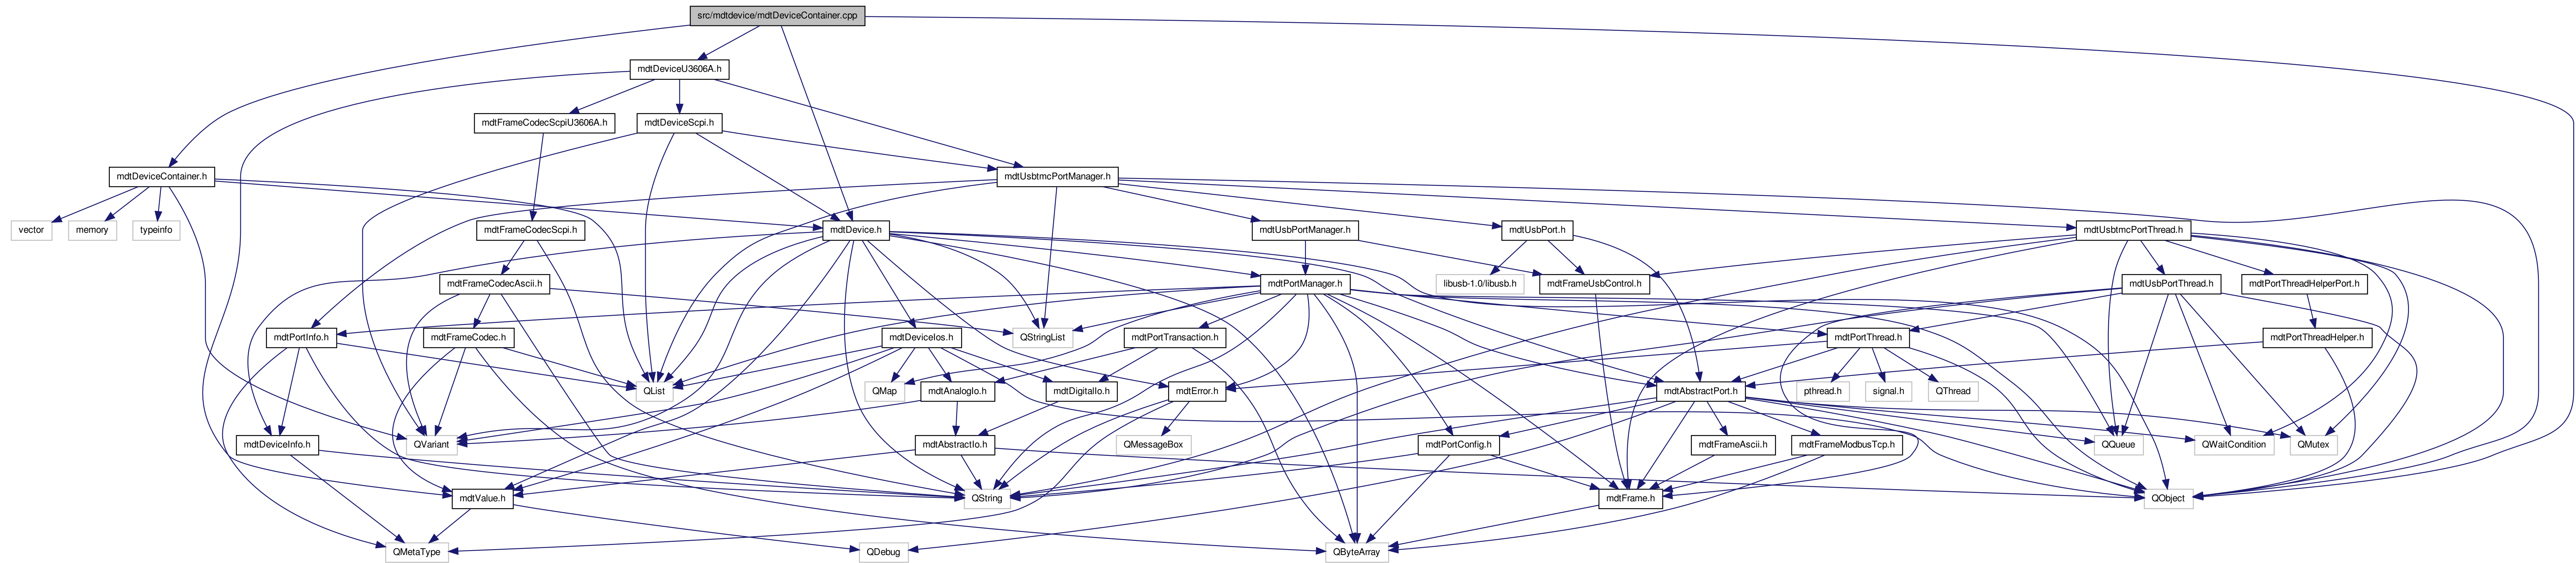 src/mdtdevice/mdtDeviceContainer.cpp
mdtDeviceU3606A.h
mdtFrameCodecScpiU3606A.h
mdtDeviceScpi.h
mdtDeviceContainer.h
mdtUsbtmcPortManager.h
vector
memory
typeinfo
mdtFrameCodecScpi.h
mdtDevice.h
mdtUsbPortManager.h
mdtUsbPort.h
mdtUsbtmcPortThread.h
mdtFrameCodecAscii.h
mdtPortManager.h
libusb-1.0/libusb.h
mdtFrameUsbControl.h
mdtUsbPortThread.h
mdtPortThreadHelperPort.h
mdtPortInfo.h
mdtFrameCodec.h
mdtDeviceIos.h
QStringList
mdtPortTransaction.h
mdtPortThread.h
mdtPortThreadHelper.h
QList
QMap
mdtAnalogIo.h
mdtDigitalIo.h
mdtError.h
mdtAbstractPort.h
pthread.h
signal.h
QThread
mdtDeviceInfo.h
QVariant
mdtAbstractIo.h
QMessageBox
mdtPortConfig.h
mdtFrameAscii.h
mdtFrameModbusTcp.h
QQueue
QWaitCondition
QMutex
mdtValue.h
QString
mdtFrame.h
QObject
QMetaType
QDebug
QByteArray